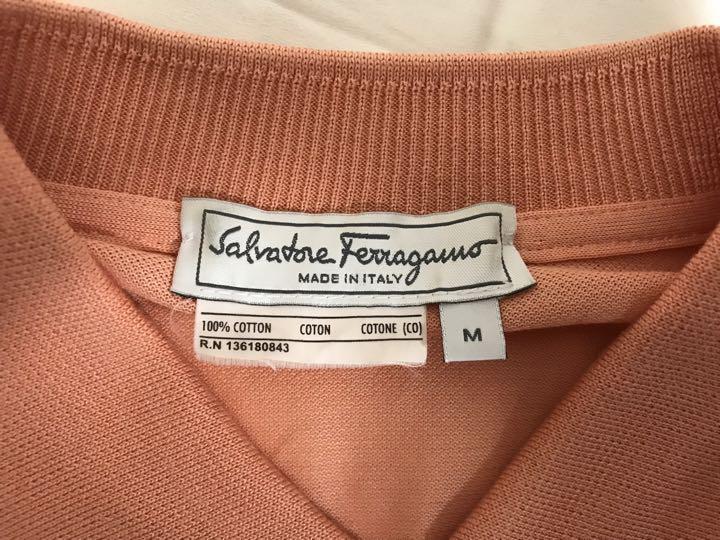 Salvatore Ferragamo
MADE IN ITALY
100% COTTON COTON COTONE (CO)
R.N 136180843
M